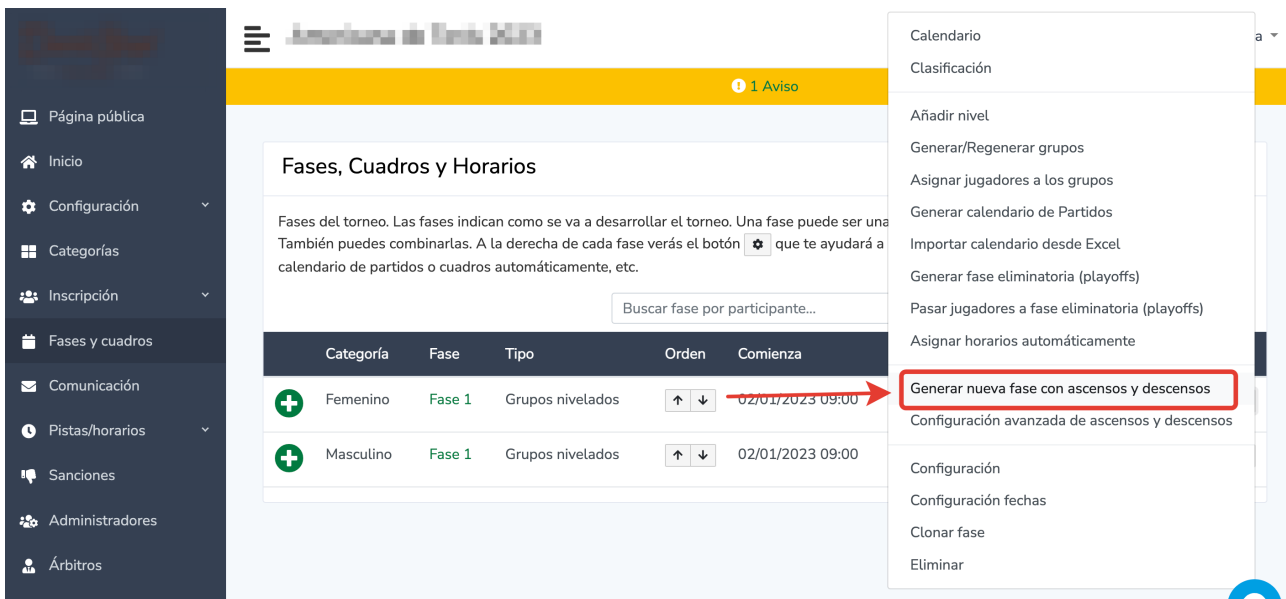 a
1 Aviso
Página pública
Inicio
Configuración
Categorías
Inscripción
Fases y cuadros
Comunicación
Pistas/horarios
Sanciones
Administradores
Árbitros
Fases, Cuadros y Horarios
Fases del torneo. Las fases indican como se va a desarrollar el torneo. Una fase puede ser una
También puedes combinarlas. A la derecha de cada fase verás el botón que te ayudará a
calendario de partidos o cuadros automáticamente, etc.
Buscar fase por participante...
Categoría Fase Tipo Orden Comienza
Femenino Fase 1 Grupos nivelados 02/01/2023 09:00
Masculino Fase 1 Grupos nivelados 02/01/2023 09:00
Calendario
Clasificación
Añadir nivel
Generar/Regenerar grupos
Asignar jugadores a los grupos
Generar calendario de Partidos
Importar calendario desde Excel
Generar fase eliminatoria (playoffs)
Pasar jugadores a fase eliminatoria (playoffs)
Asignar horarios automáticamente
Generar nueva fase con ascensos y descensos
Configuración avanzada de ascensos y descensos
Configuración
Configuración fechas
Clonar fase
Eliminar